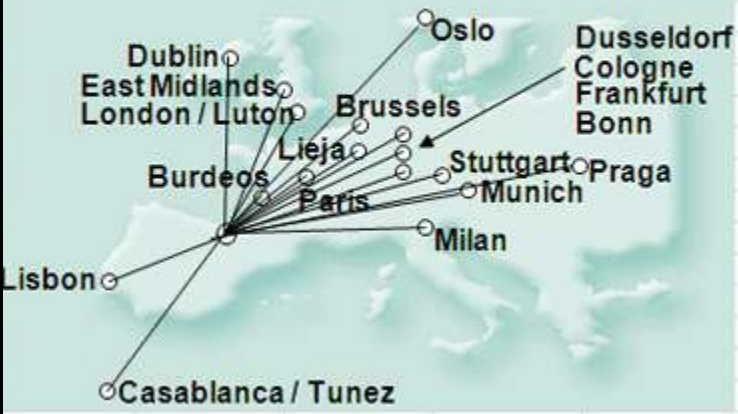 Oslo
Dusseldorf
Cologne
Frankfurt
Bonn
Dublin
East Midlands
London / Luton
Brussels
Lieja
Stuttgart
Praga
Burdeos
Munich
Paris
Milan
Lisbon
Casablanca / Tunez